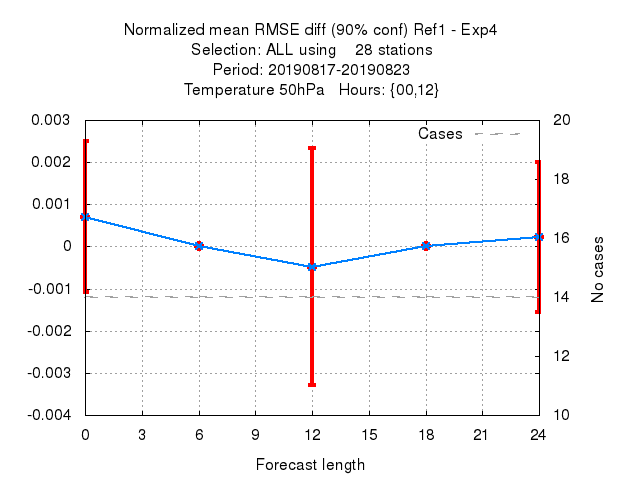 Normalized mean RMSE diff (90% conf) Ref1 - Exp4
Selection: ALL using    28 stations
Period: 20190817-20190823
Temperature 50hPa   Hours: {00,12}
Cases
0.003
0.002
0.001
0
-0.001
-0.002
-0.003
-0.004
20
18
16
14
12
10
No cases
0 3 6 9 12 15 18 21 24
Forecast length